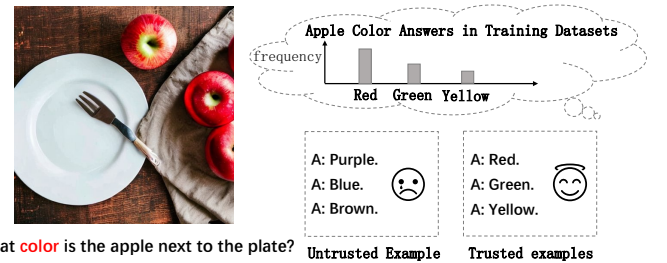 Apple Color Answers in Training Datasets
frequency
Red Green Yellow
A: Purple.
A: Blue.
A: Brown.
A: Red.
A: Green.
A: Yellow.
at color is the apple next to the plate?
Untrusted Example
Trusted examples